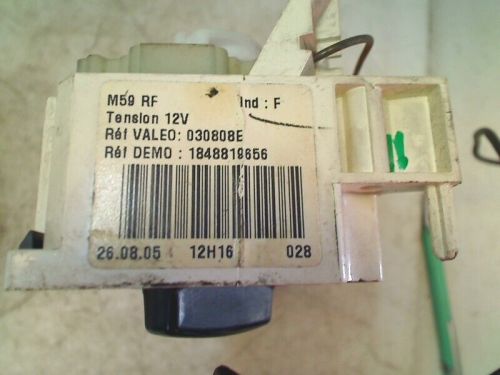 M59 RF Ind : F
Tension 12V
Réf VALEO: 030808E
Réf DEMO : 1848819656
26.08.05 12H16 028